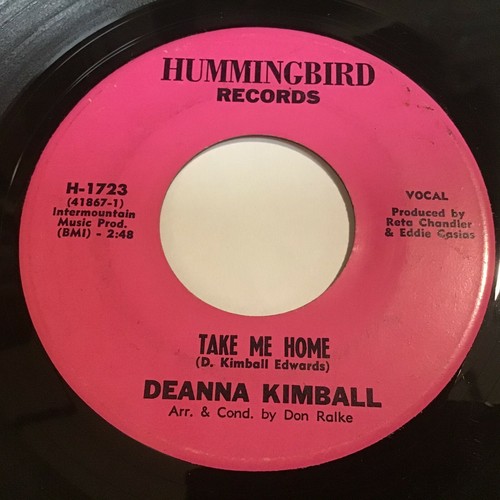 HUMMINGBIRD
RECORDS
H-1723
(41867-1)
Intermountain
Music Prod.
(BMI) - 2:48
VOCAL
Produced by
Reta Chandler
& Eddie Casias
TAKE ME HOME
(D. Kimball Edwards)
DEANNA KIMBALL
Arr. & Cond. by Don Ralke